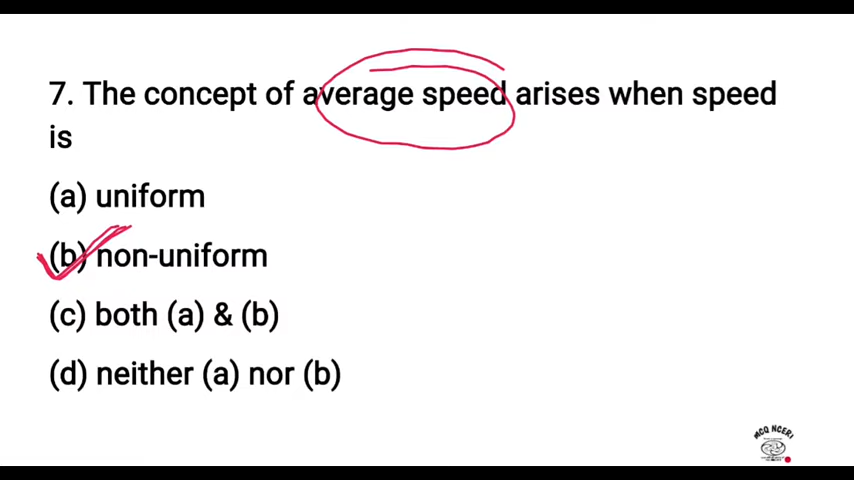 7. The concept of average speed arises when speed
is
(a) uniform
(b) non-uniform
(c) both (a) & (b)
(d) neither (a) nor (b)
MCQ NCERT